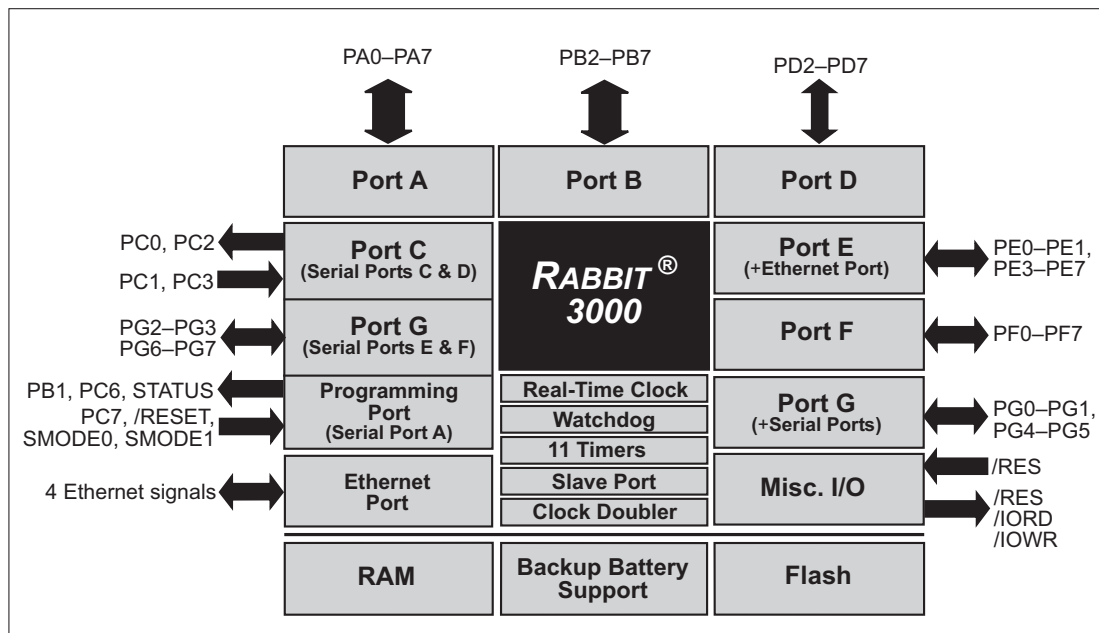 PA0–PA7
PB2–PB7
PD2–PD7
Port A
Port B
Port D
PC0, PC2
PC1, PC3
Port C
(Serial Ports C & D)
RABBIT ®
3000
Port E
(+Ethernet Port)
PE0–PE1,
PE3–PE7
PG2–PG3
PG6–PG7
Port G
(Serial Ports E & F)
Port F
PF0–PF7
PB1, PC6, STATUS
PC7, /RESET,
SMODE0, SMODE1
Programming
Port
(Serial Port A)
Real-Time Clock
Watchdog
11 Timers
Slave Port
Clock Doubler
Port G
(+Serial Ports)
PG0–PG1,
PG4–PG5
4 Ethernet signals
Ethernet
Port
Misc. I/O
/RES
/RES
/IORD
/IOWR
RAM
Backup Battery
Support
Flash